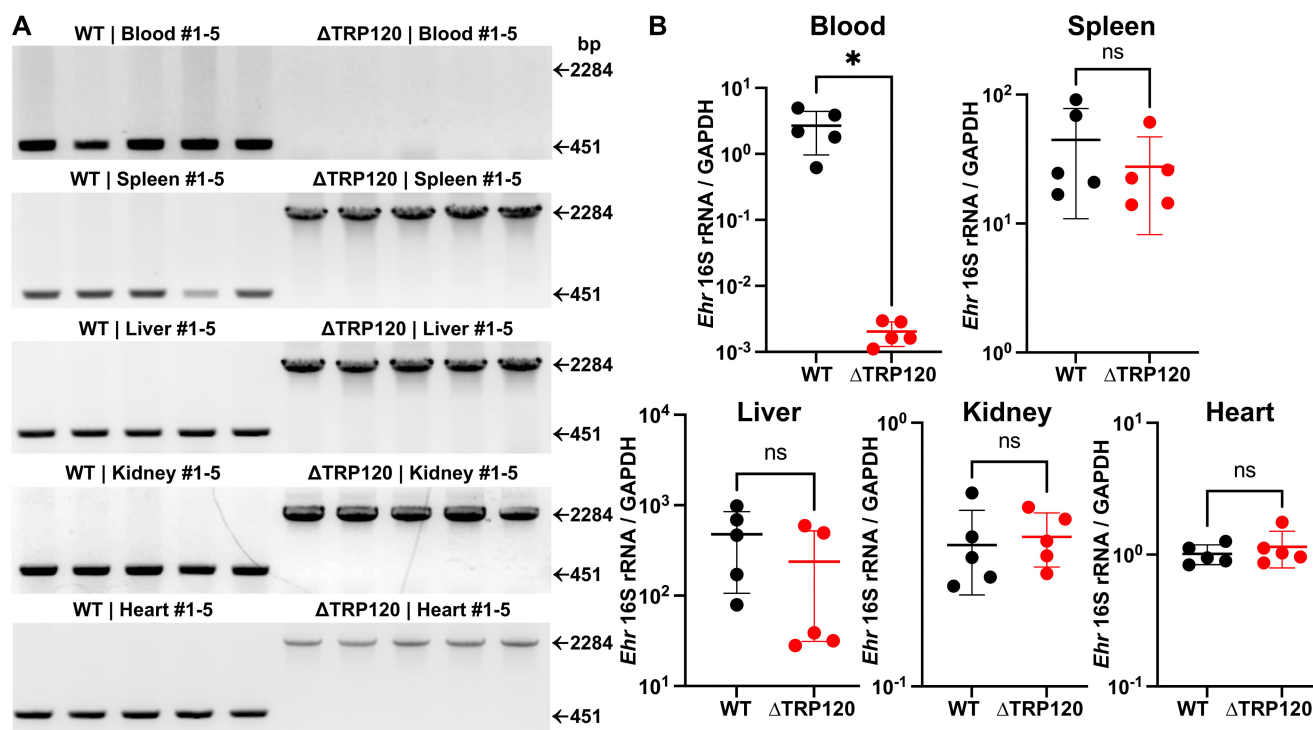 A
WT | Blood #1-5
ΔTRP120 | Blood #1-5
bp
←2284
←451
WT | Spleen #1-5
ΔTRP120 | Spleen #1-5
←2284
←451
WT | Liver #1-5
ΔTRP120 | Liver #1-5
←2284
←451
WT | Kidney #1-5
ΔTRP120 | Kidney #1-5
←2284
←451
WT | Heart #1-5
ΔTRP120 | Heart #1-5
←2284
←451
B
Blood
*
Ehr 16S rRNA / GAPDH
10¹
10⁰
10⁻¹
10⁻²
10⁻³
WT ΔTRP120
Spleen
ns
Ehr 16S rRNA / GAPDH
10²
10¹
10⁰
WT ΔTRP120
Liver
ns
Ehr 16S rRNA / GAPDH
10⁴
10³
10²
10¹
WT ΔTRP120
Kidney
ns
Ehr 16S rRNA / GAPDH
10⁰
10⁻¹
WT ΔTRP120
Heart
ns
Ehr 16S rRNA / GAPDH
10¹
10⁰
10⁻¹
WT ΔTRP120